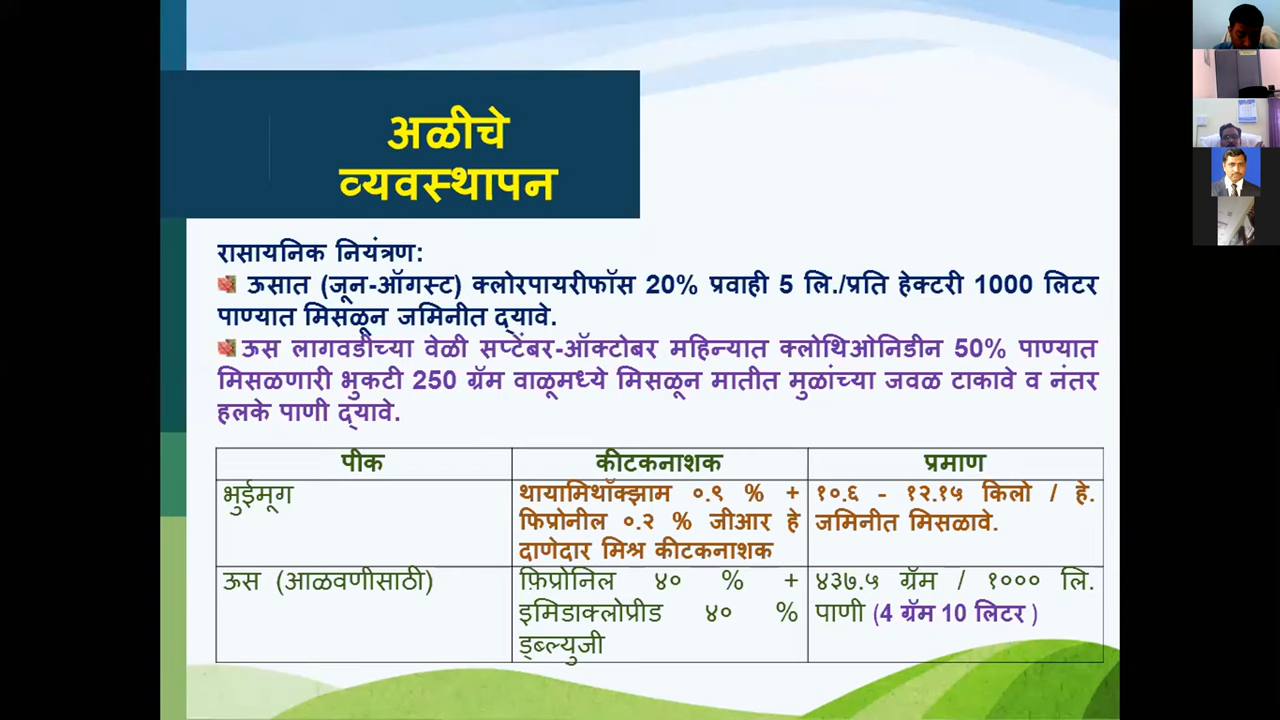 अळीचे
व्यवस्थापन
रासायनिक नियंत्रण:
ऊसात (जून-ऑगस्ट) क्लोरपायरीफॉस 20% प्रवाही 5 लि./प्रति हेक्टरी 1000 लिटर
पाण्यात मिसळून जमिनीत द्यावे.
ऊस लागवडीच्या वेळी सप्टेंबर-ऑक्टोबर महिन्यात क्लोथिओनिडीन 50% पाण्यात
मिसळणारी भुकटी 250 ग्रॅम वाळूमध्ये मिसळून मातीत मुळांच्या जवळ टाकावे व नंतर
हलके पाणी द्यावे.
पीक कीटकनाशक प्रमाण
भुईमूग थायामिथॉक्झाम ०.९ % + १०.६ - १२.१५ किलो / हे.
फिप्रोनील ०.२ % जीआर हे जमिनीत मिसळावे.
दाणेदार मिश्र कीटकनाशक
ऊस (आळवणीसाठी) फ़िप्रोनिल ४० % + ४३७.५ ग्रॅम / १००० लि.
इमिडाक्लोप्रीड ४० % पाणी (4 ग्रॅम 10 लिटर )
ड्ब्ल्युजी